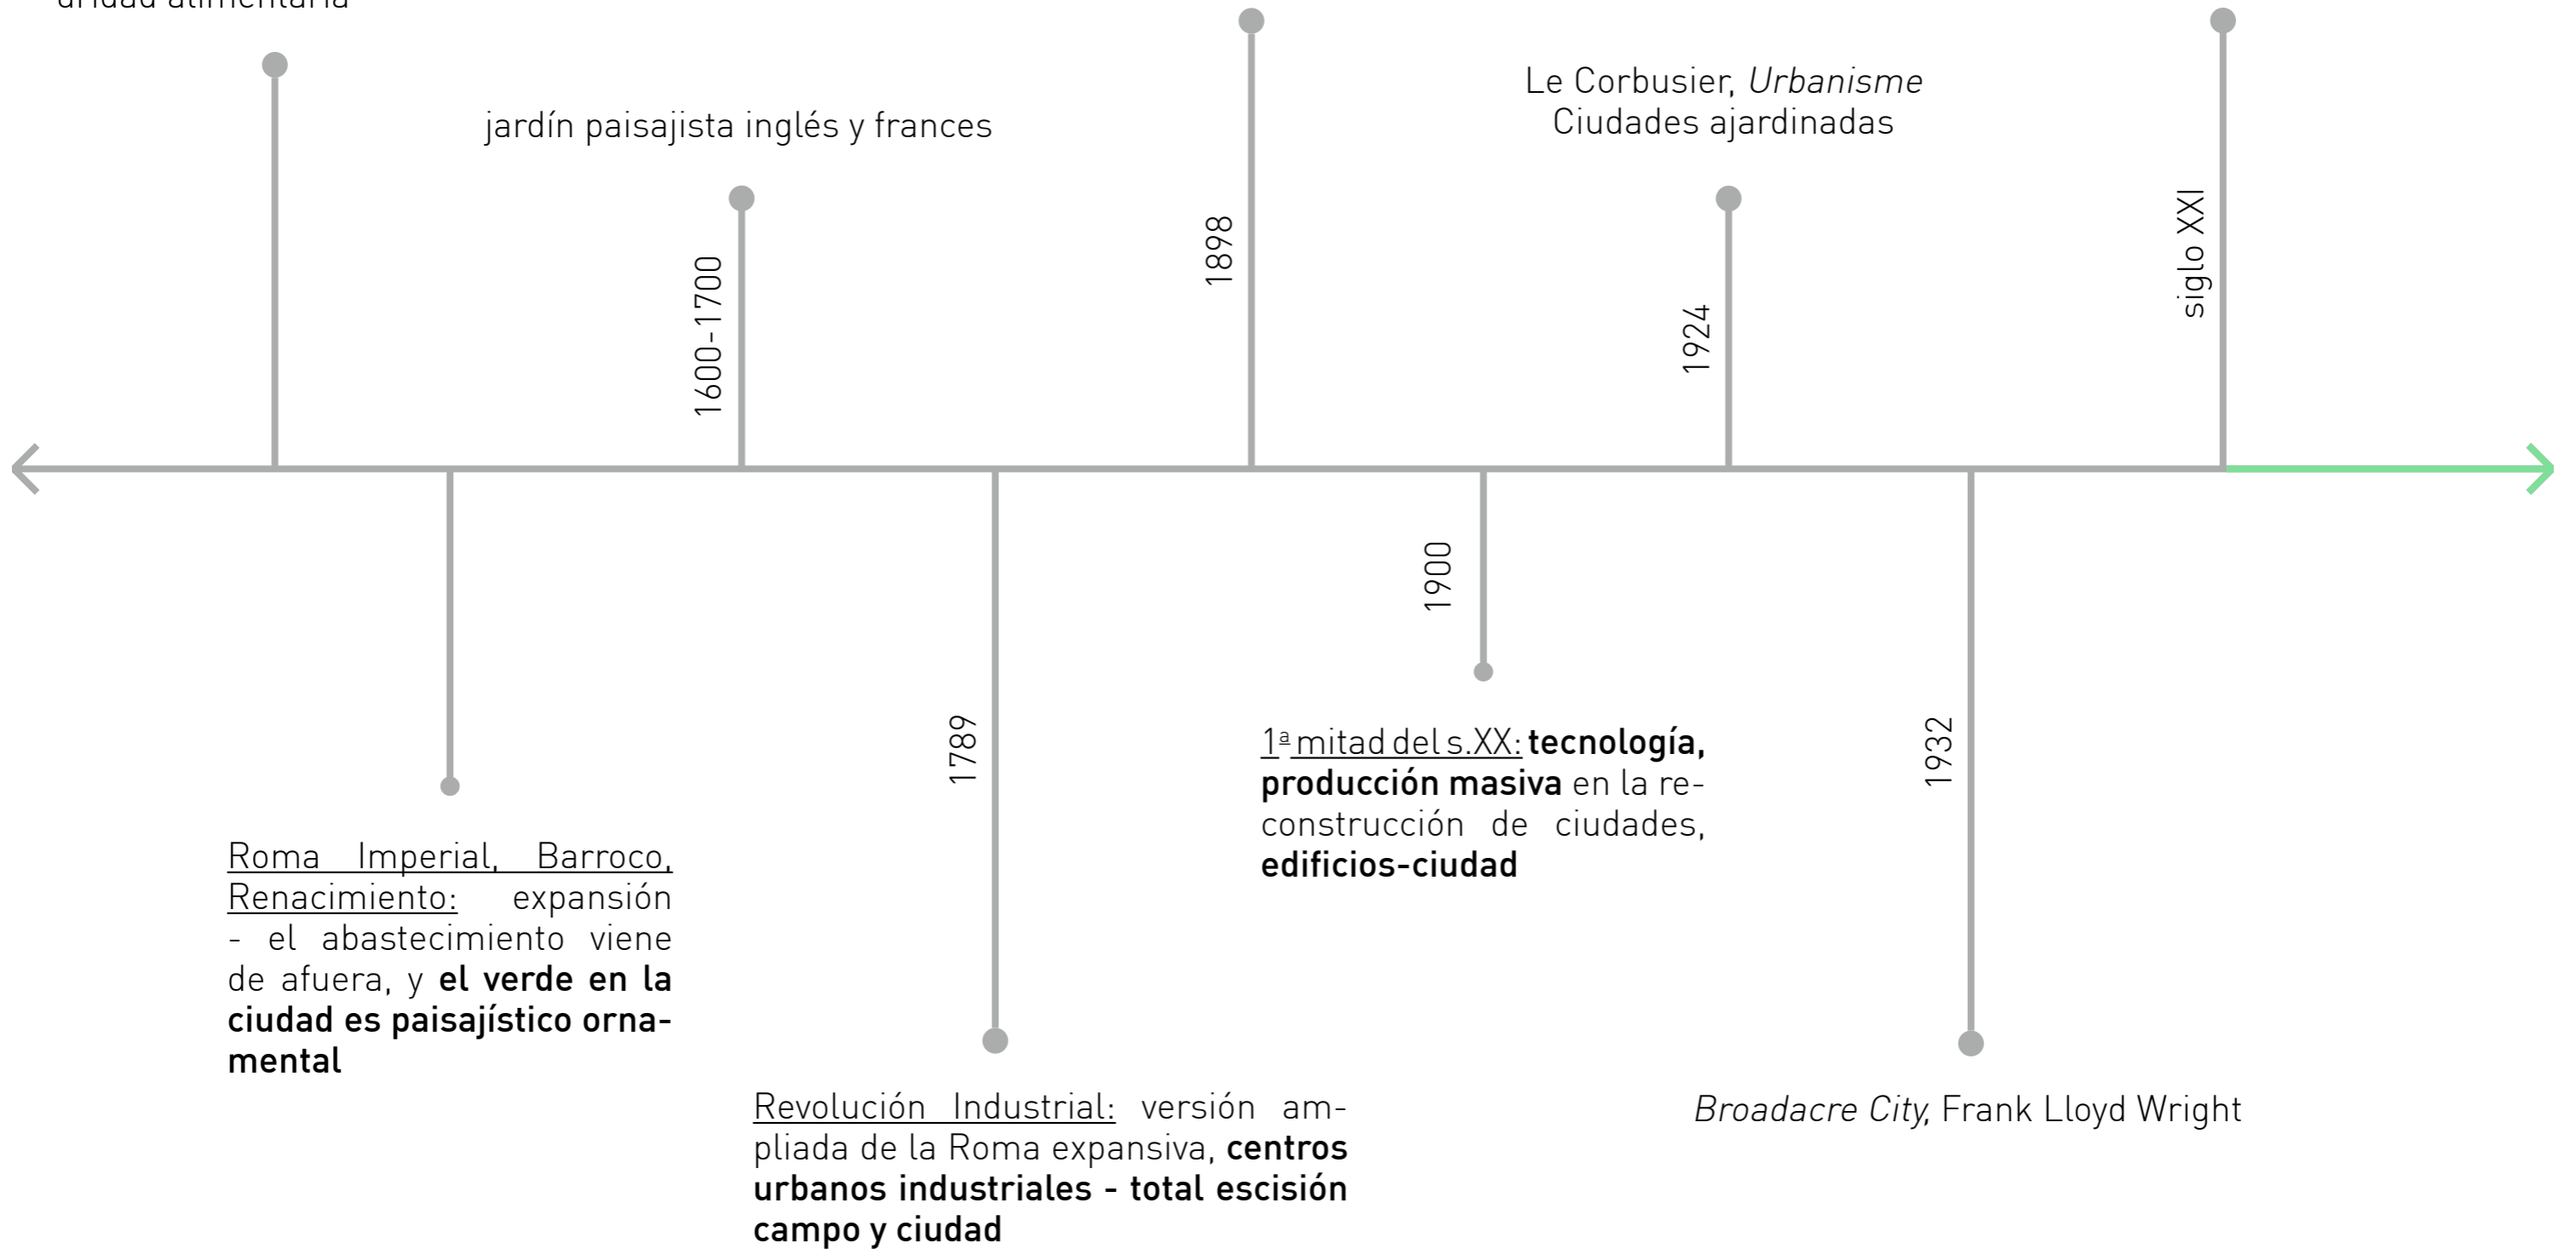 uridad alimentaria
jardín paisajista inglés y frances
Le Corbusier, Urbanisme
Ciudades ajardinadas
1600-1700
1898
1924
siglo XXI
1789
1900
1932
Roma Imperial, Barroco,
Renacimiento: expansión
- el abastecimiento viene
de afuera, y el verde en la
ciudad es paisajístico orna-
mental
Revolución Industrial: versión am-
pliada de la Roma expansiva, centros
urbanos industriales - total escisión
campo y ciudad
1ª mitad del s.XX: tecnología,
producción masiva en la re-
construcción de ciudades,
edificios-ciudad
Broadacre City, Frank Lloyd Wright